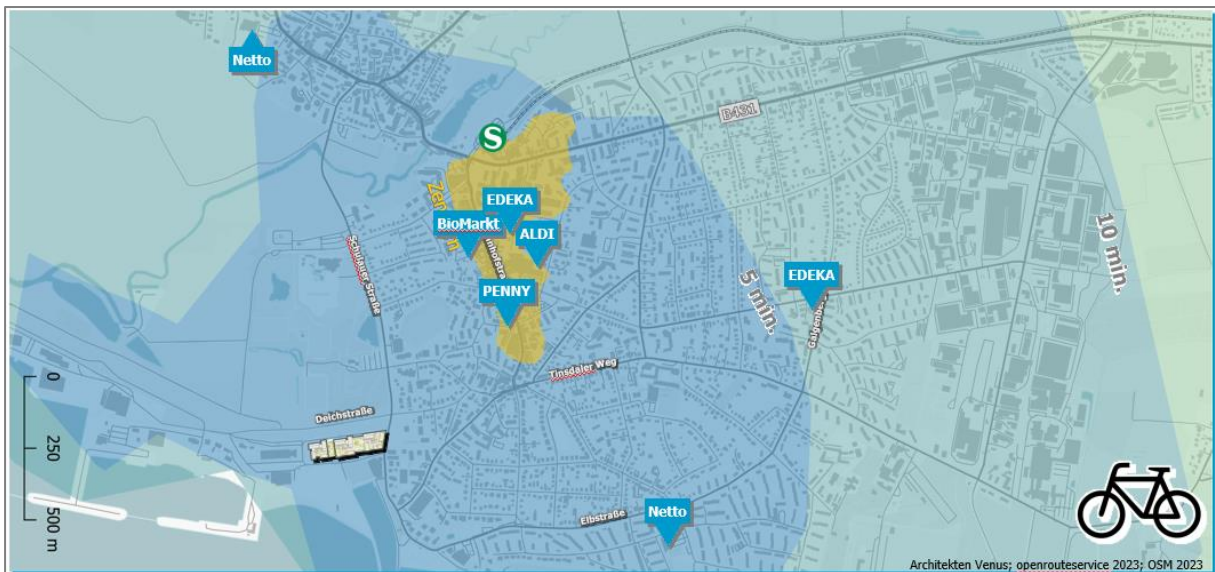 Netto
B431
S
EDEKA
BioMarkt
ALDI
Schulauer Straße
PENNY
EDEKA
5 min.
10 min.
Tinsdaler Weg
Deichstraße
0
250
500 m
Netto
Elbstraße
Architekten Venus; openrouteservice 2023; OSM 2023